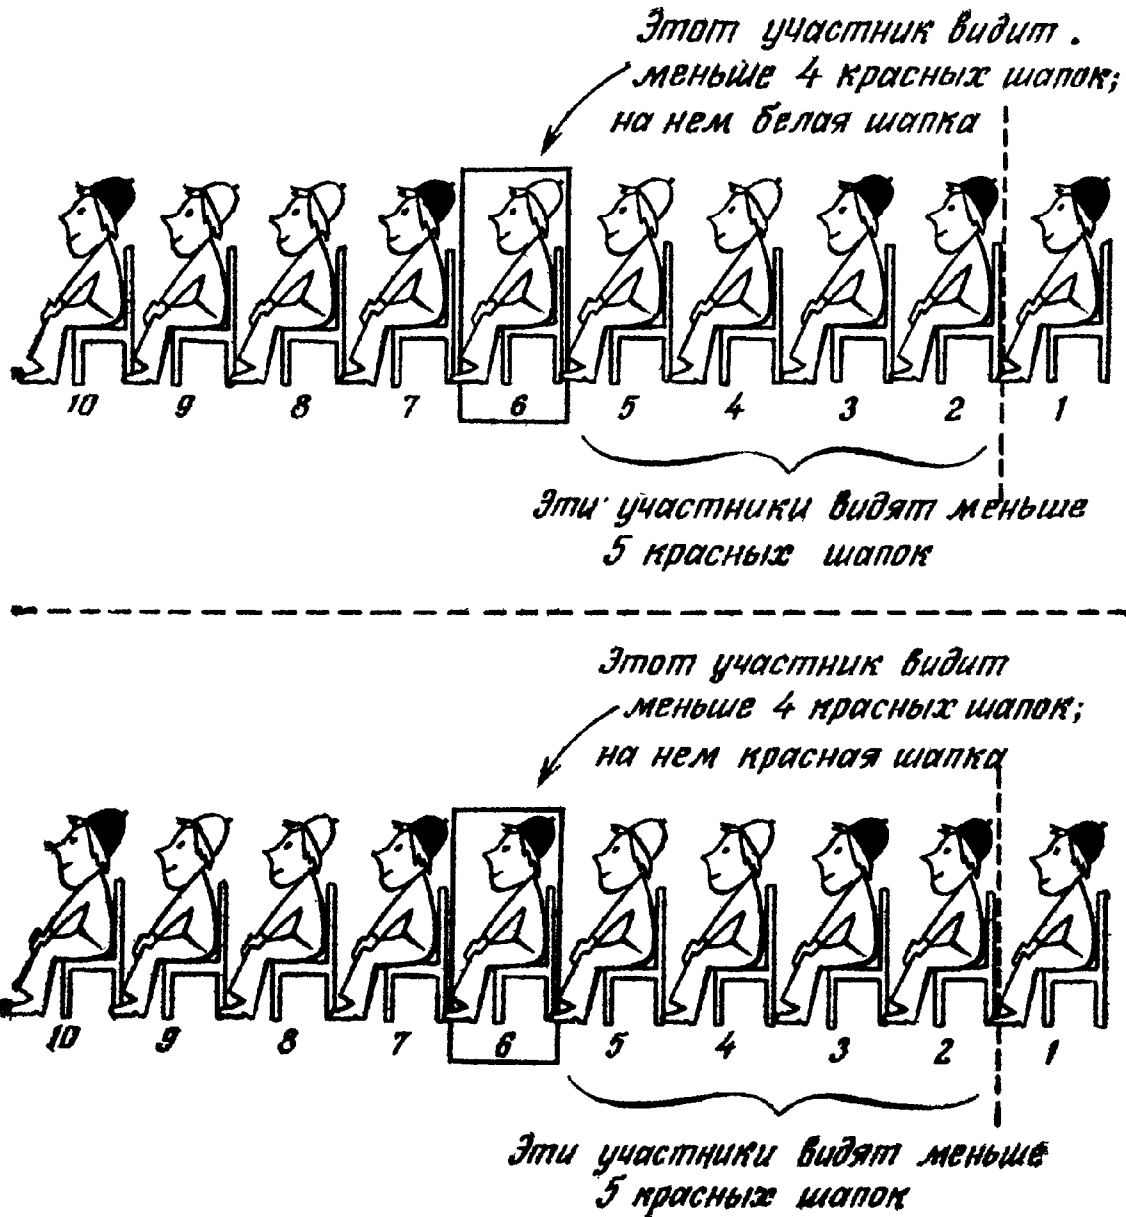 Этот участник видит.
меньше 4 красных шапок;
на нем белая шапка
10 9 8 7 6 5 4 3 2 1
Эти участники видят меньше
5 красных шапок
Этот участник видит
меньше 4 красных шапок;
на нем красная шапка
10 9 8 7 6 5 4 3 2 1
Эти участники видят меньше
5 красных шапок